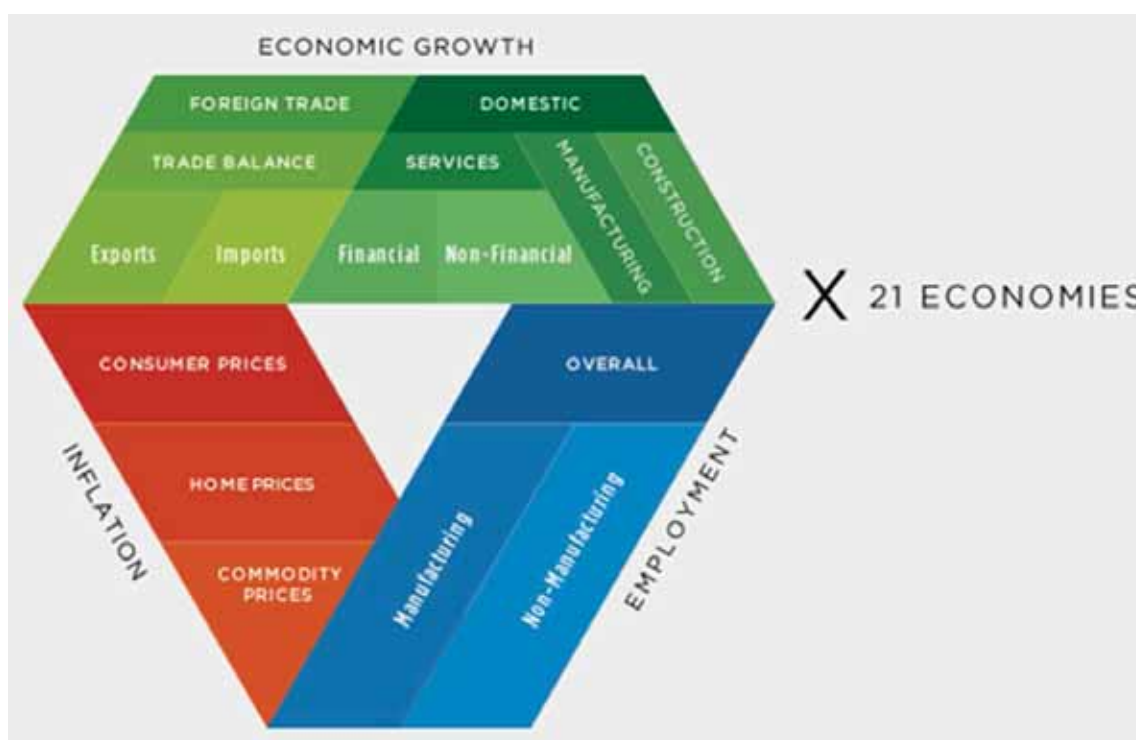 ECONOMIC GROWTH
FOREIGN TRADE
DOMESTIC
TRADE BALANCE
SERVICES
MANUFACTURING
CONSTRUCTION
Exports
Imports
Financial
Non-Financial
X 21 ECONOMIES
CONSUMER PRICES
OVERALL
INFLATION
HOME PRICES
COMMODITY
PRICES
Manufacturing
Non-Manufacturing
EMPLOYMENT